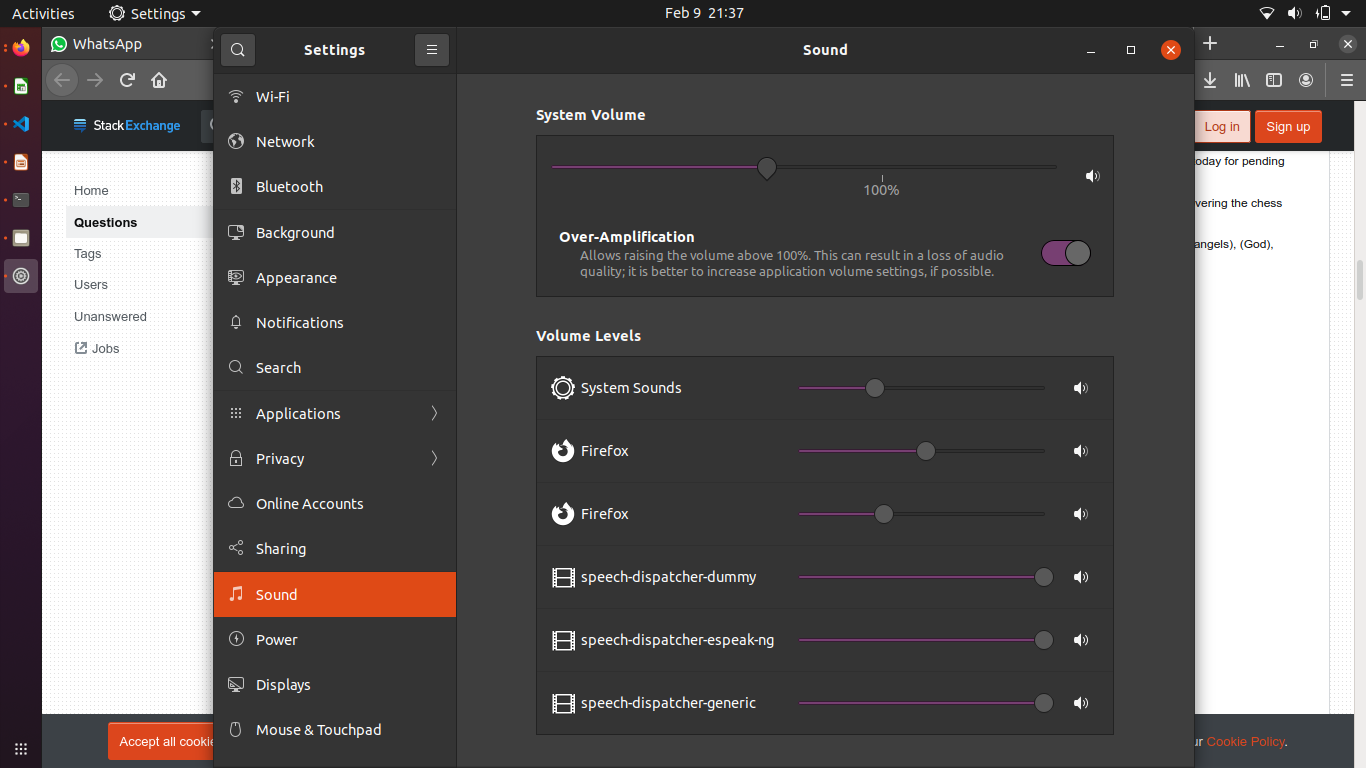 Activities
Settings
Feb 9 21:37
WhatsApp
StackExchange
Log in
Sign up
Home
Questions
Tags
Users
Unanswered
Jobs
Accept all cookie
Settings
Wi-Fi
Network
Bluetooth
Background
Appearance
Notifications
Search
Applications
Privacy
Online Accounts
Sharing
Sound
Power
Displays
Mouse & Touchpad
Sound
System Volume
100%
Over-Amplification
Allows raising the volume above 100%. This can result in a loss of audio
quality; it is better to increase application volume settings, if possible.
Volume Levels
System Sounds
Firefox
Firefox
speech-dispatcher-dummy
speech-dispatcher-espeak-ng
speech-dispatcher-generic
oday for pending
vering the chess
angels), (God),
ur Cookie Policy.